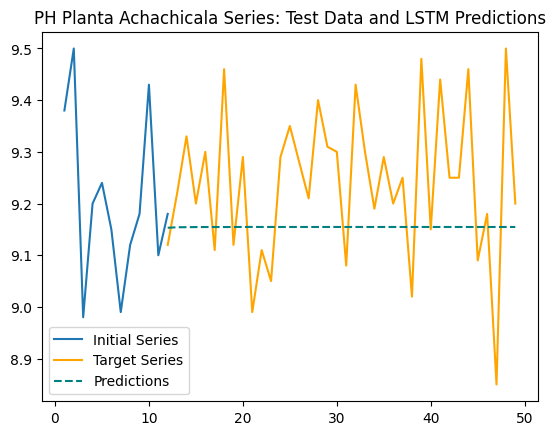 PH Planta Achachicala Series: Test Data and LSTM Predictions
9.5
9.4
9.3
9.2
9.1
9.0
8.9
Initial Series
Target Series
Predictions
0 10 20 30 40 50